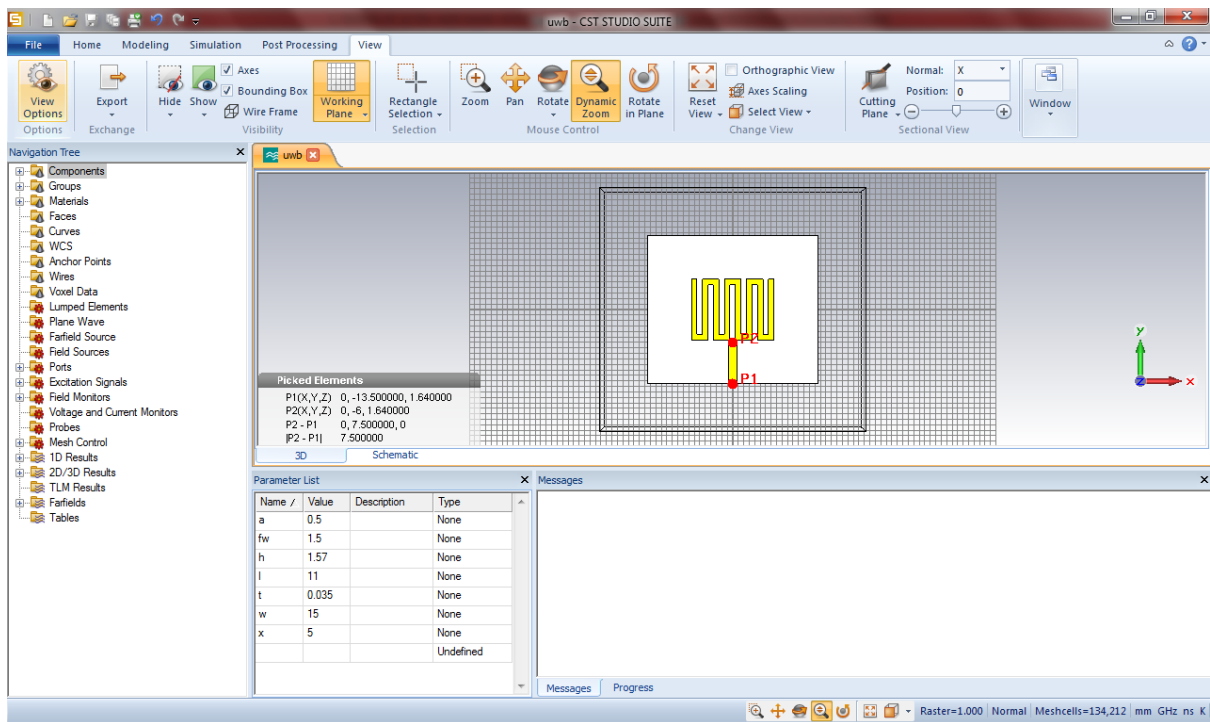 uwb - CST STUDIO SUITE
File Home Modeling Simulation Post Processing View
View Options
Export
Hide Show
Axes
Bounding Box
Wire Frame
Working Plane
Rectangle Selection
Zoom Pan Rotate Dynamic Zoom Rotate in Plane
Reset View
Orthographic View
Axes Scaling
Select View
Cutting Plane
Normal: X
Position: 0
Window
Options Exchange Visibility Selection Mouse Control Change View Sectional View
Navigation Tree
Components
Groups
Materials
Faces
Curves
WCS
Anchor Points
Wires
Voxel Data
Lumped Elements
Plane Wave
Farfield Source
Field Sources
Ports
Excitation Signals
Field Monitors
Voltage and Current Monitors
Probes
Mesh Control
1D Results
2D/3D Results
TLM Results
Farfields
Tables
uwb
P2
P1
y
z x
Picked Elements
P1(X,Y,Z) 0, -13.500000, 1.640000
P2(X,Y,Z) 0, -6, 1.640000
P2 - P1 0, 7.500000, 0
|P2 - P1| 7.500000
3D Schematic
Parameter List
Name Value Description Type
a 0.5 None
fw 1.5 None
h 1.57 None
l 11 None
t 0.035 None
w 15 None
x 5 None
Undefined
Messages
Messages Progress
Raster=1.000 Normal Meshcells=134,212 mm GHz ns K